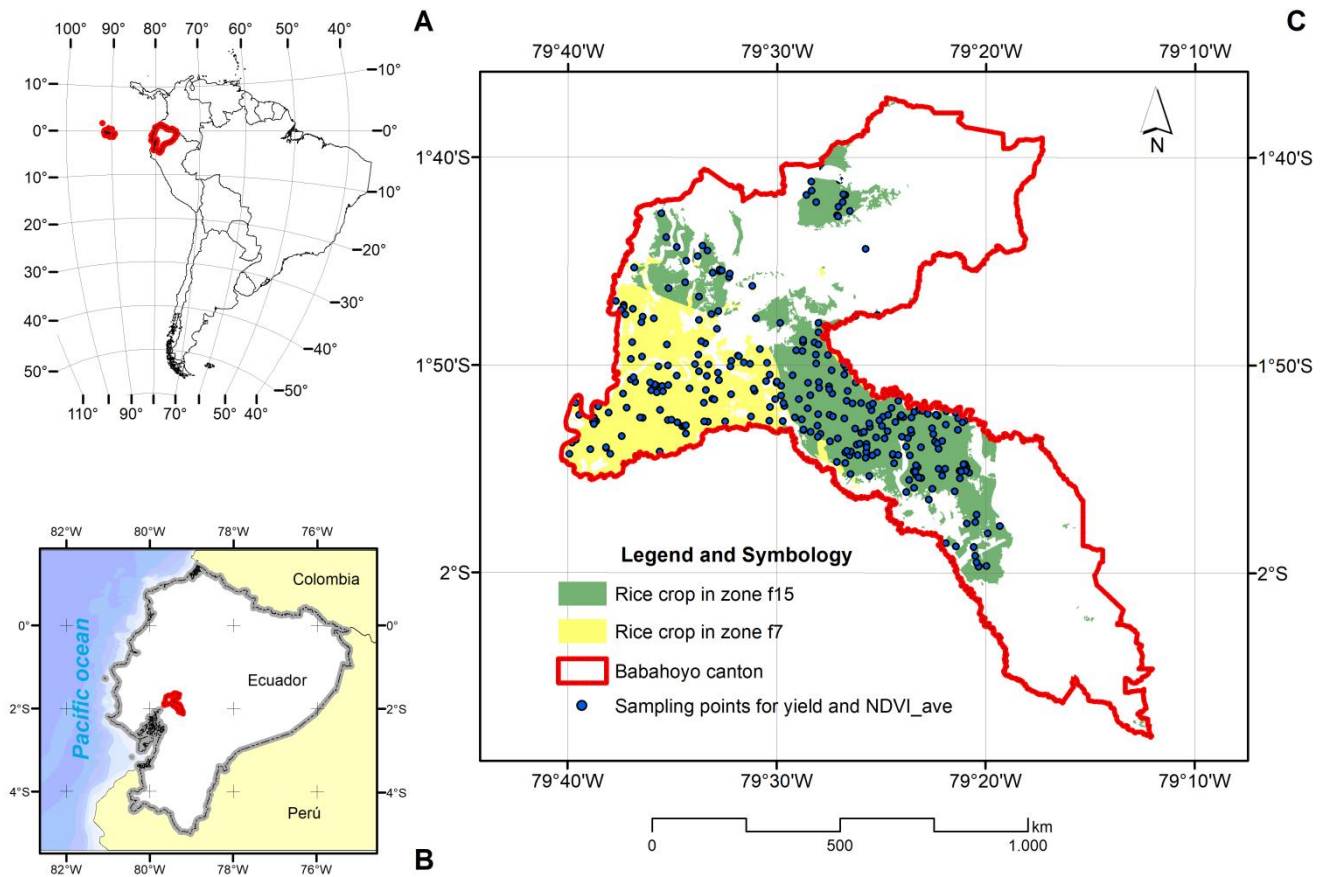 A
100° 90° 80° 70° 60° 50° 40°
10° 10°
0° 0°
10° 10°
20° 20°
30° 30°
40° 40°
50° 50°
110° 90° 80° 70° 60° 50° 40°
B
82°W 80°W 78°W 76°W
Colombia
0° 0°
Ecuador
2°S 2°S
Pacific ocean
4°S 4°S
Perú
82°W 80°W 78°W 76°W
C
79°40'W 79°30'W 79°20'W 79°10'W
N
1°40'S 1°40'S
1°50'S 1°50'S
2°S 2°S
Legend and Symbology
Rice crop in zone f15
Rice crop in zone f7
Babahoyo canton
Sampling points for yield and NDVI_ave
79°40'W 79°30'W 79°20'W 79°10'W
km
0 500 1.000